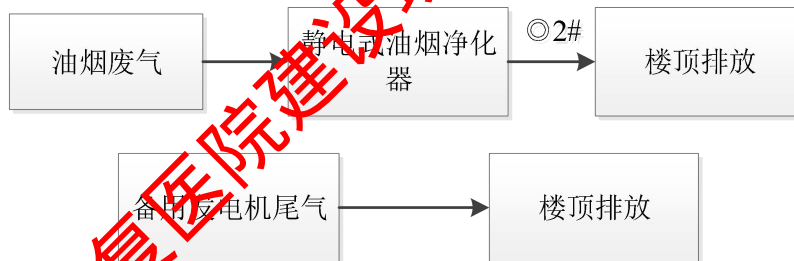 油烟废气
静电式油烟净化
器
◎2#
楼顶排放
备用发电机尾气
楼顶排放
复医院建设